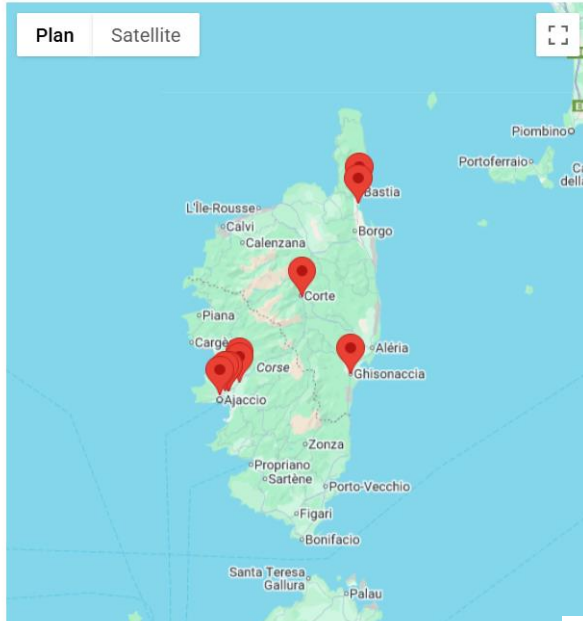 Plan Satellite
Piombino
Portoferraio
Bastia
L'Île-Rousse
Calvi
Borgo
Calenzana
Corte
Piana
Aléria
Corse
Ghisonaccia
Ajaccio
Zonza
Propriano
Sartène
Porto-Vecchio
Figari
Bonifacio
Santa Teresa
Gallura
Palau